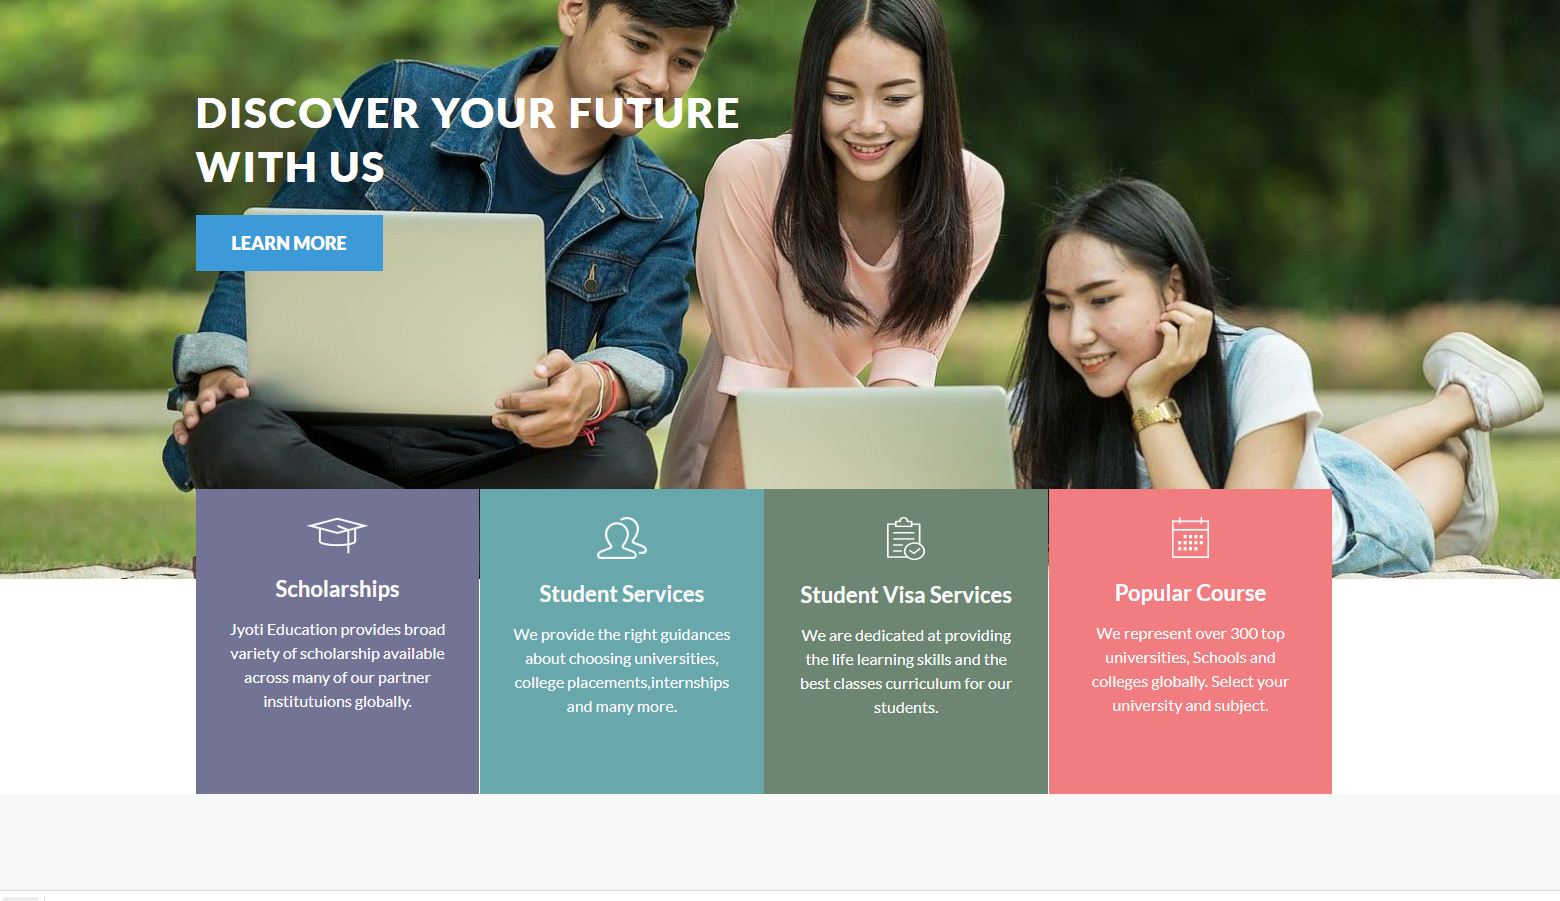 DISCOVER YOUR FUTURE
WITH US
LEARN MORE
Scholarships
Jyoti Education provides broad
variety of scholarship available
across many of our partner
institutuions globally.
Student Services
We provide the right guidances
about choosing universities,
college placements,internships
and many more.
Student Visa Services
We are dedicated at providing
the life learning skills and the
best classes curriculum for our
students.
Popular Course
We represent over 300 top
universities, Schools and
colleges globally. Select your
university and subject.